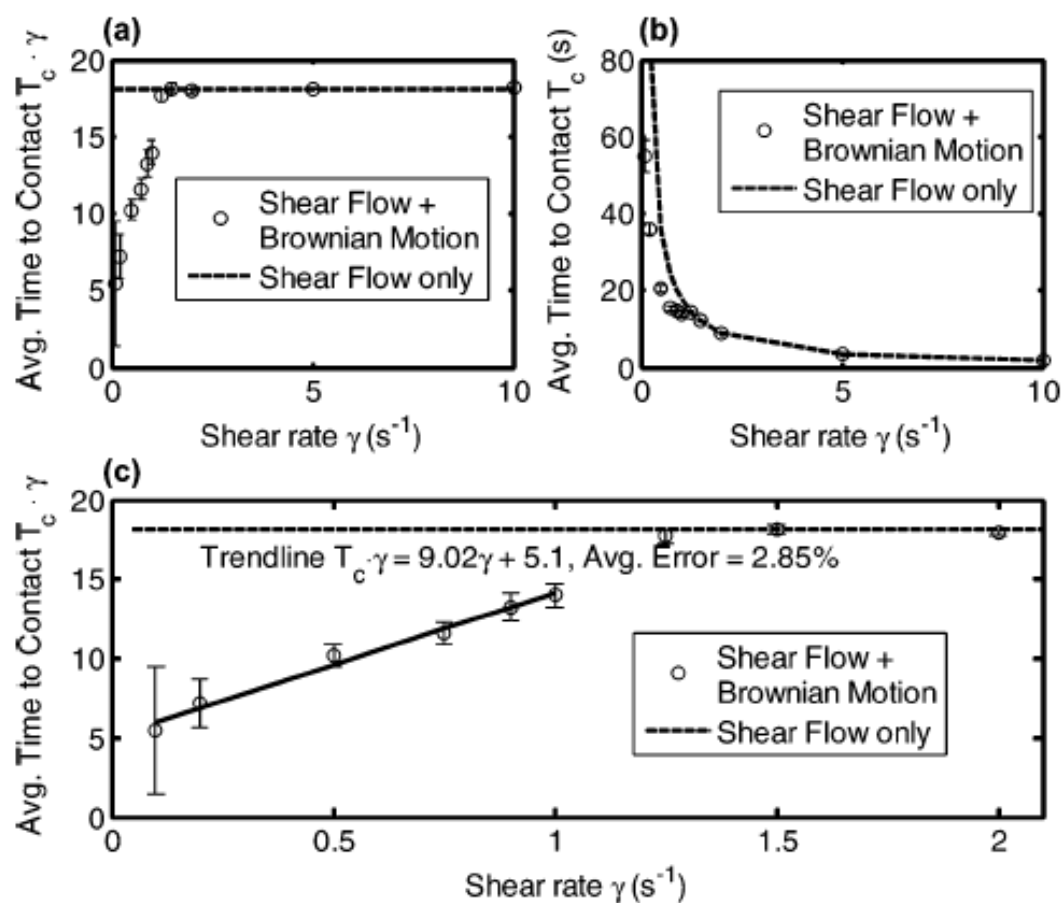 (a)
Avg. Time to Contact T_c · γ
20
15
10
5
0
Shear Flow +
Brownian Motion
Shear Flow only
0 5 10
Shear rate γ (s⁻¹)
(b)
Avg. Time to Contact T_c (s)
80
60
40
20
0
Shear Flow +
Brownian Motion
Shear Flow only
0 5 10
Shear rate γ (s⁻¹)
(c)
Avg. Time to Contact T_c · γ
20
15
10
5
0
Trendline T_c·γ = 9.02γ + 5.1, Avg. Error = 2.85%
Shear Flow +
Brownian Motion
Shear Flow only
0 0.5 1 1.5 2
Shear rate γ (s⁻¹)